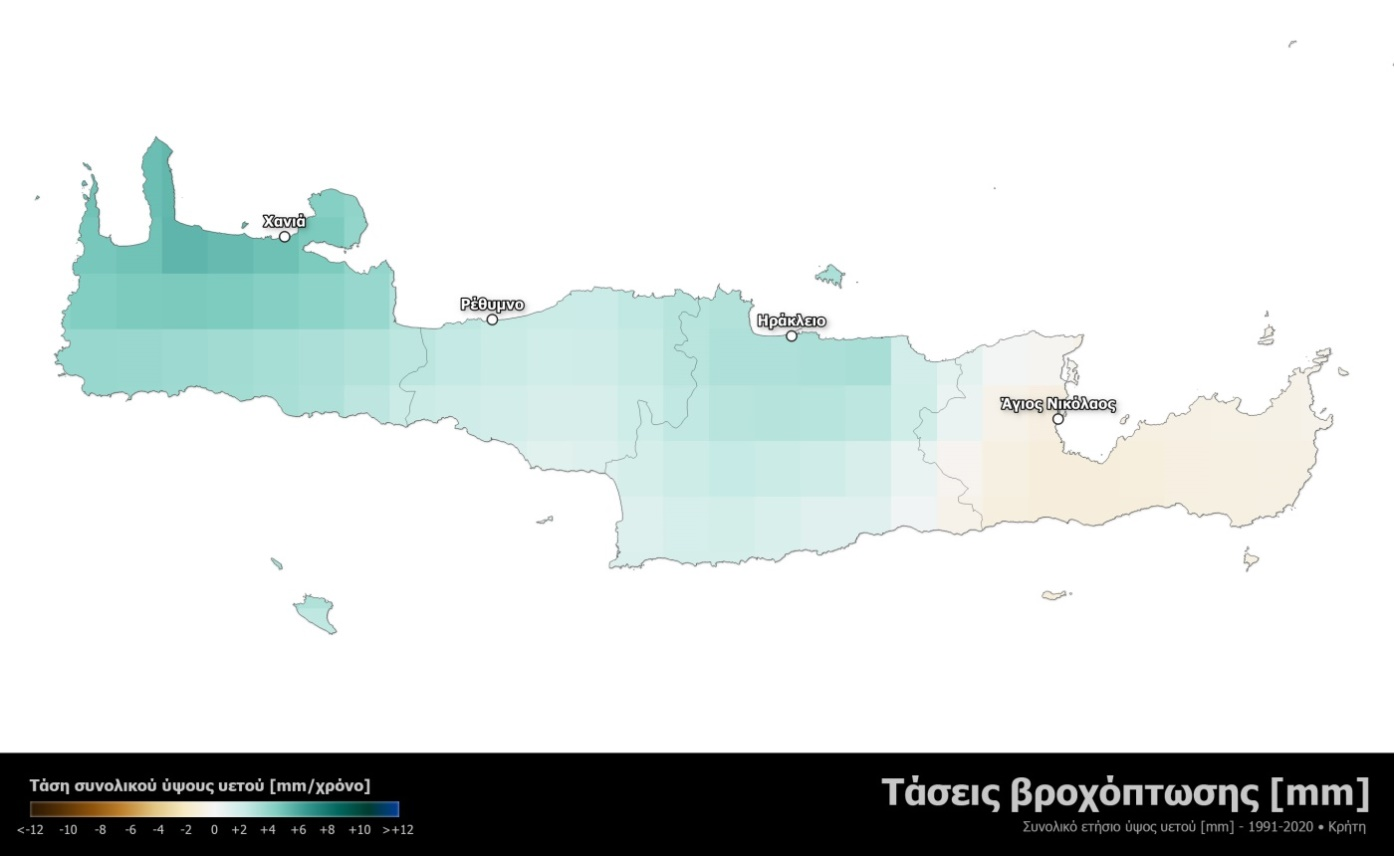 Χανιά
Ρέθυμνο
Ηράκλειο
Άγιος Νικόλαος
Τάση συνολικού ύψους υετού [mm/χρόνο]
<-12 -10 -8 -6 -4 -2 0 +2 +4 +6 +8 +10 >+12
Τάσεις βροχόπτωσης [mm]
Συνολικό ετήσιο ύψος υετού [mm] - 1991-2020 • Κρήτη